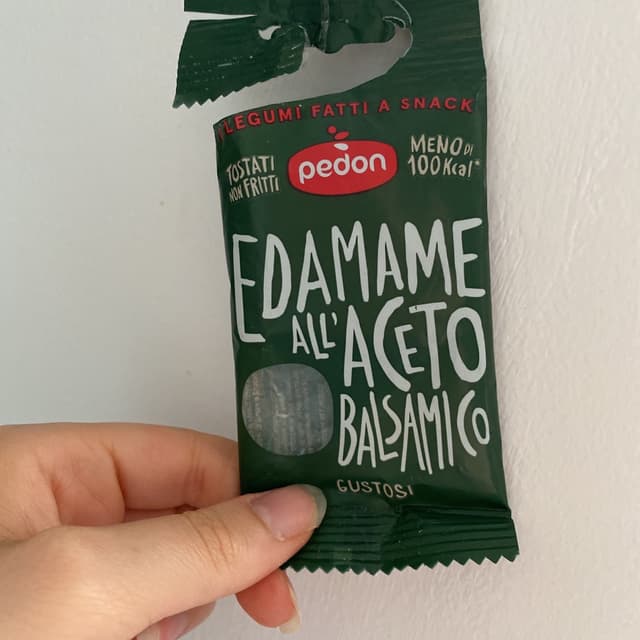 LEGUMI FATTI A SNACK
TOSTATI
NON FRITTI
pedon
MENO DI
100 Kcal*
EDAMAME
ALL'ACETO
BALSAMICO
GUSTOSI